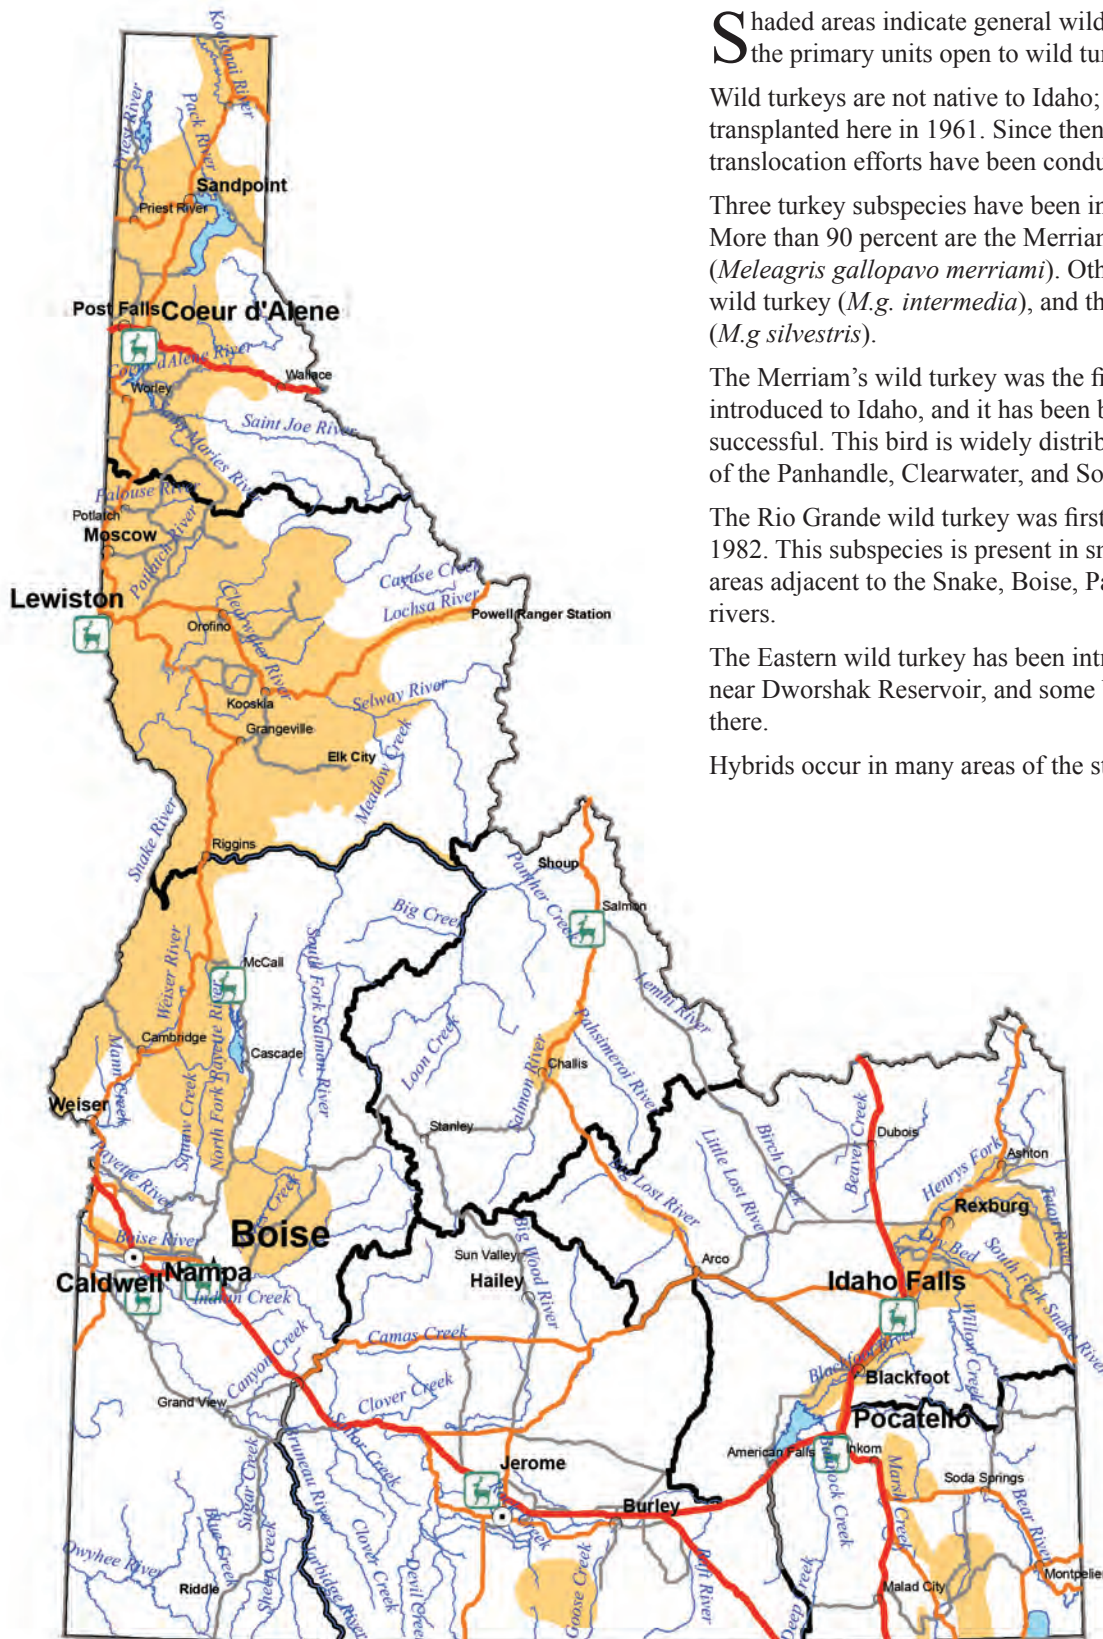 Shaded areas indicate general wild
the primary units open to wild tur
Wild turkeys are not native to Idaho;
transplanted here in 1961. Since then
translocation efforts have been condu
Three turkey subspecies have been in
More than 90 percent are the Merriam
(Meleagris gallopavo merriami). Oth
wild turkey (M.g. intermedia), and th
(M.g silvestris).
The Merriam's wild turkey was the fi
introduced to Idaho, and it has been b
successful. This bird is widely distrib
of the Panhandle, Clearwater, and So
The Rio Grande wild turkey was first
1982. This subspecies is present in sm
areas adjacent to the Snake, Boise, Pa
rivers.
The Eastern wild turkey has been intr
near Dworshak Reservoir, and some
there.
Hybrids occur in many areas of the st
Kootenai River
Priest River
Pack River
Sandpoint
Priest River
Post Falls
Coeur d'Alene
Coeur d'Alene River
Wallace
Worley
Saint Maries River
Saint Joe River
Palouse River
Potlatch
Moscow
Potlatch River
Cayuse Creek
Lewiston
Lochsa River
Powell Ranger Station
Orofino
Clearwater River
Kooskia
Selway River
Grangeville
Elk City
Meadow Creek
Snake River
Riggins
Shoup
Panther Creek
Big Creek
Salmon
South Fork Salmon River
McCall
Weiser River
Lemhi River
Cambridge
North Fork Payette River
Cascade
Loon Creek
Pahsimeroi River
Challis
Salmon River
Mann Creek
Weiser
Squaw Creek
Stanley
Birch Creek
Beaver Creek
Dubois
Henrys Fork
Ashton
Payette River
Little Lost River
Big Lost River
Rexburg
Teton River
Boise River
Boise
Sun Valley
Big Wood River
Arco
Dry Bed
South Fork Snake River
Caldwell
Nampa
Hailey
Idaho Falls
Indian Creek
Willow Creek
Camas Creek
Blackfoot River
Blackfoot
Canyon Creek
Grand View
Clover Creek
Pocatello
American Falls
Inkom
Bannock Creek
Marsh Creek
Soda Springs
Bear River
Jerome
Burley
Bruneau River
Sugar Creek
Blue Creek
Sheep Creek
Owyhee River
Riddle
Clover Creek
Devil Creek
Goose Creek
Raft River
Deep Creek
Malad City
Montpelier